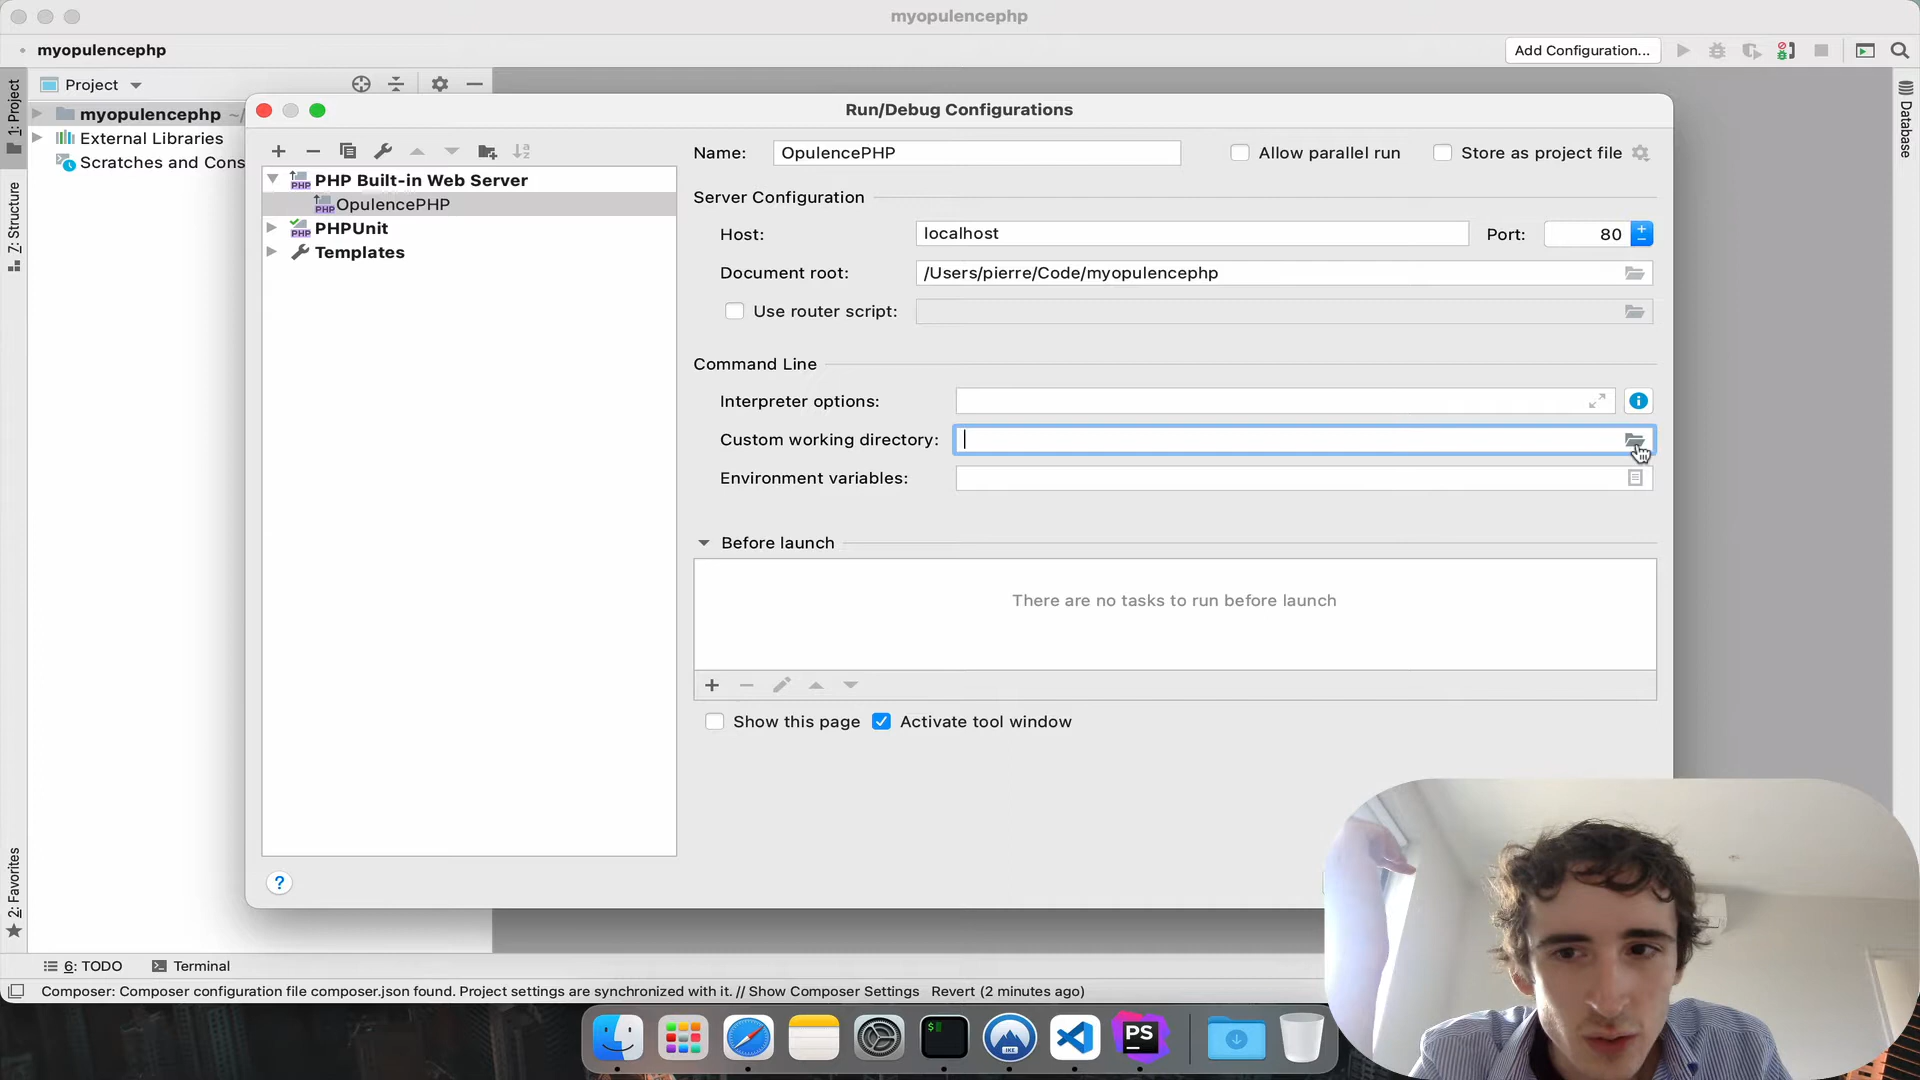 myopulencephp
myopulencephp
Add Configuration...
Project
1: Project
7: Structure
2: Favorites
Database
myopulencephp ~/
External Libraries
Scratches and Cons
Run/Debug Configurations
PHP Built-in Web Server
OpulencePHP
PHPUnit
Templates
Name: OpulencePHP
Allow parallel run
Store as project file
Server Configuration
Host: localhost
Port: 80
Document root: /Users/pierre/Code/myopulencephp
Use router script:
Command Line
Interpreter options:
Custom working directory:
Environment variables:
Before launch
There are no tasks to run before launch
Show this page
Activate tool window
?
6: TODO
Terminal
Composer: Composer configuration file composer.json found. Project settings are synchronized with it. // Show Composer Settings Revert (2 minutes ago)
$
IKE
PS